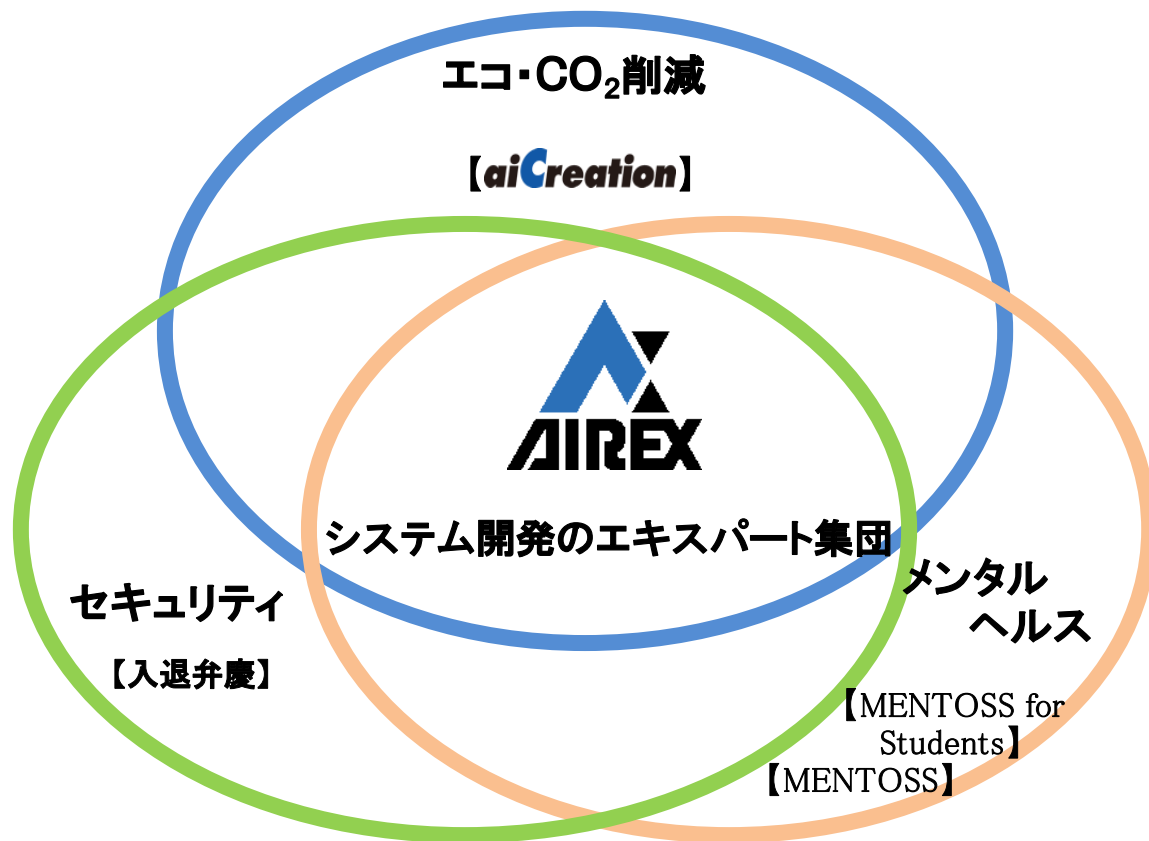 エコ・CO₂削減
【aiCreation】
AIREX
システム開発のエキスパート集団
セキュリティ
【入退弁慶】
メンタル
ヘルス
【MENTOSS for
Students】
【MENTOSS】